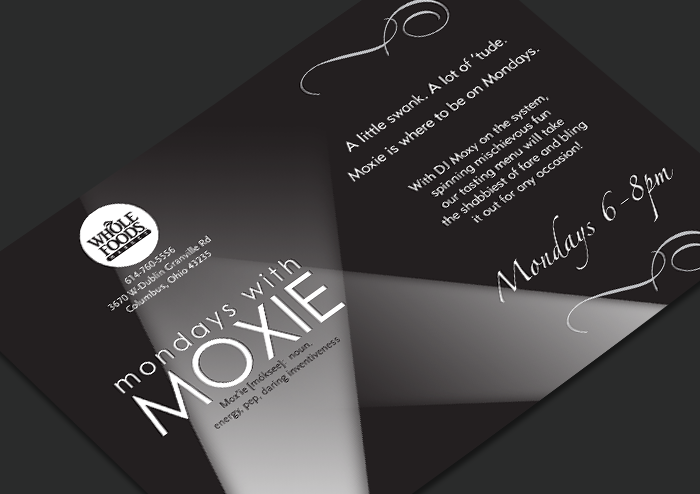 WHOLE
FOODS
MARKET
614-760-5556
3670 W-Dublin Granville Rd
Columbus, Ohio 43235
mondays with
MOXIE
Mox'ie [móksee]: noun.
energy, pep, daring inventiveness
A little swank. A lot of 'tude.
Moxie is where to be on Mondays.
With DJ Moxy on the system,
spinning mischievous fun
our tasting menu will take
the shabbiest of fare and bling
it out for any occasion!
Mondays 6-8pm